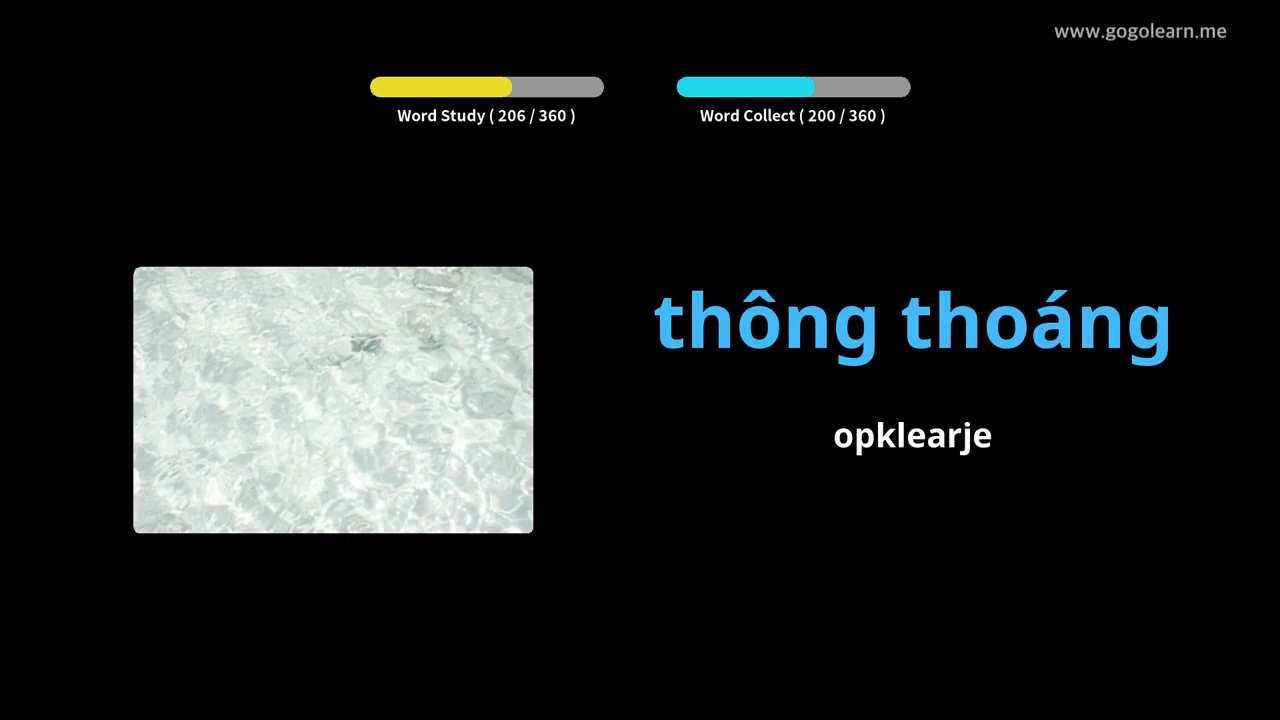 www.gogolearn.me
Word Study ( 206 / 360 )
Word Collect ( 200 / 360 )
thông thoáng
opklearje